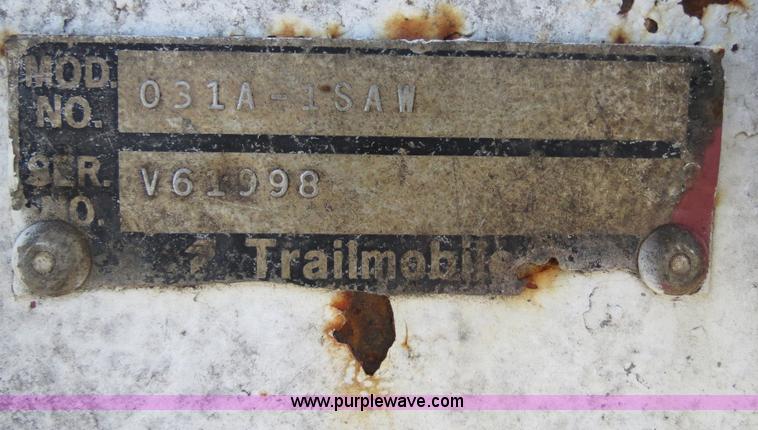 MOD.
NO.
031A-1SAW
SER.
NO.
V61998
Trailmobile
www.purplewave.com